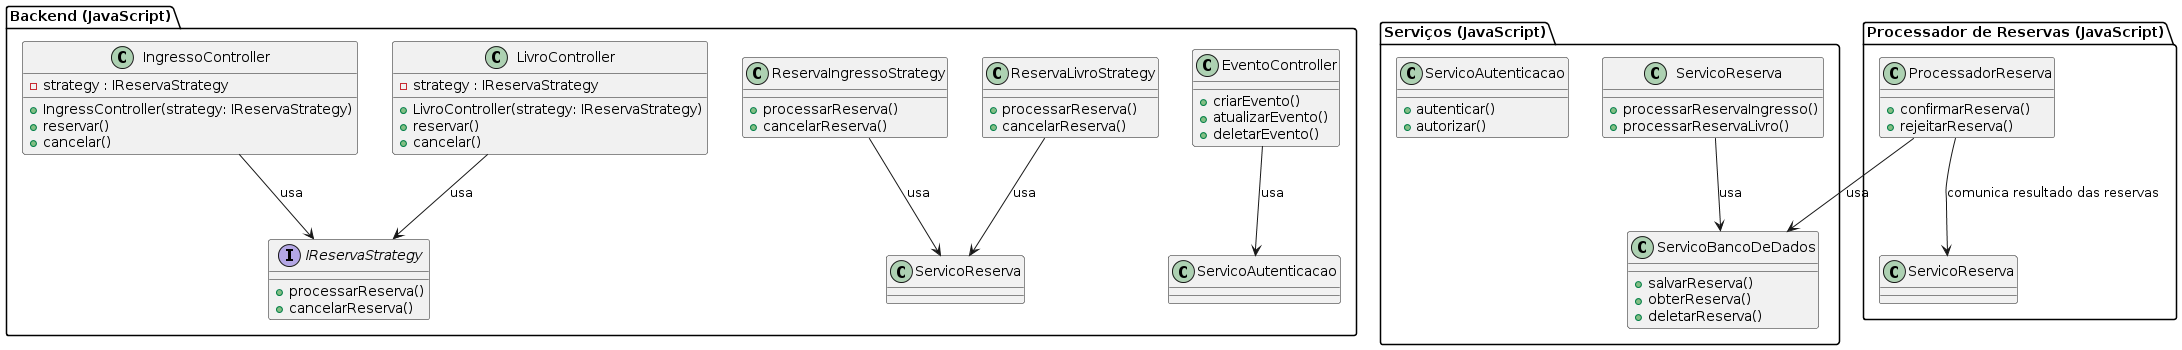 Backend (JavaScript)
IngressoController
strategy : IReservaStrategy
IngressController(strategy: IReservaStrategy)
reservar()
cancelar()
LivroController
strategy : IReservaStrategy
LivroController(strategy: IReservaStrategy)
reservar()
cancelar()
ReservaIngressoStrategy
processarReserva()
cancelarReserva()
ReservaLivroStrategy
processarReserva()
cancelarReserva()
EventoController
criarEvento()
atualizarEvento()
deletarEvento()
usa
usa
usa
usa
usa
IReservaStrategy
processarReserva()
cancelarReserva()
ServicoReserva
ServicoAutenticacao
Serviços (JavaScript)
ServicoAutenticacao
autenticar()
autorizar()
ServicoReserva
processarReservaIngresso()
processarReservaLivro()
usa
usa
ServicoBancoDeDados
salvarReserva()
obterReserva()
deletarReserva()
Processador de Reservas (JavaScript)
ProcessadorReserva
confirmarReserva()
rejeitarReserva()
comunica resultado das reservas
ServicoReserva